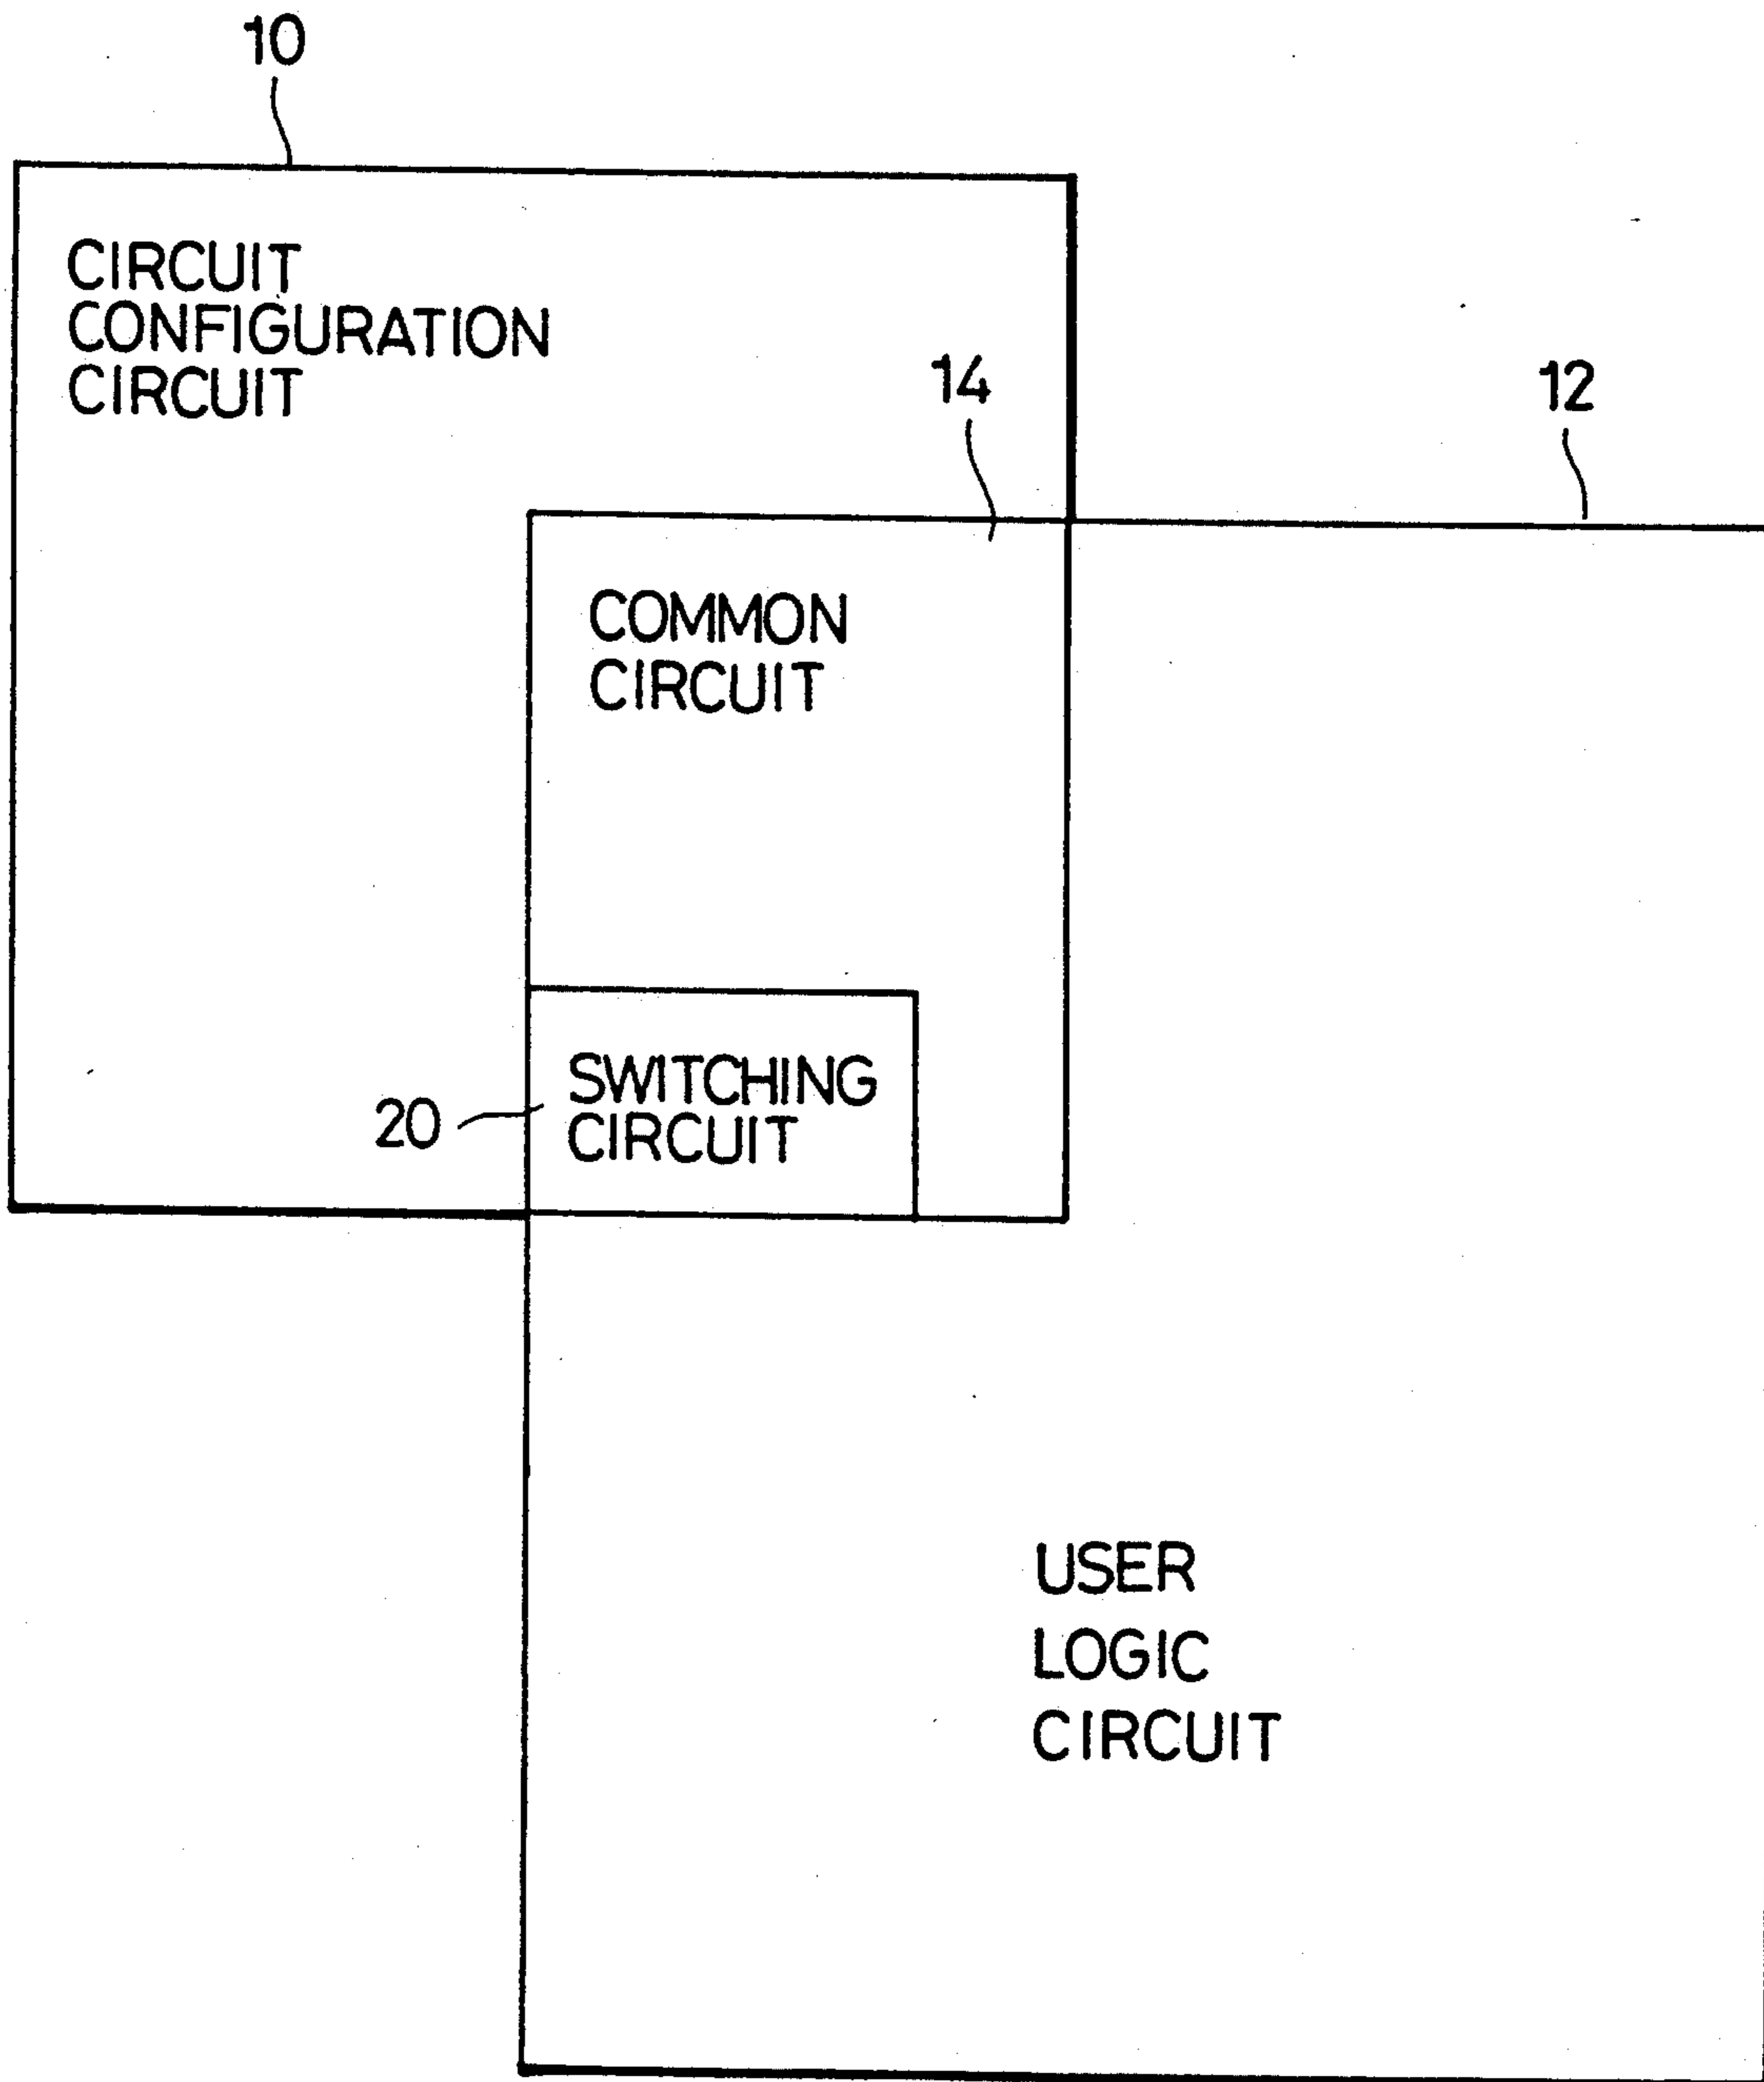 10
CIRCUIT
CONFIGURATION
CIRCUIT
14
12
COMMON
CIRCUIT
20
SWITCHING
CIRCUIT
USER
LOGIC
CIRCUIT